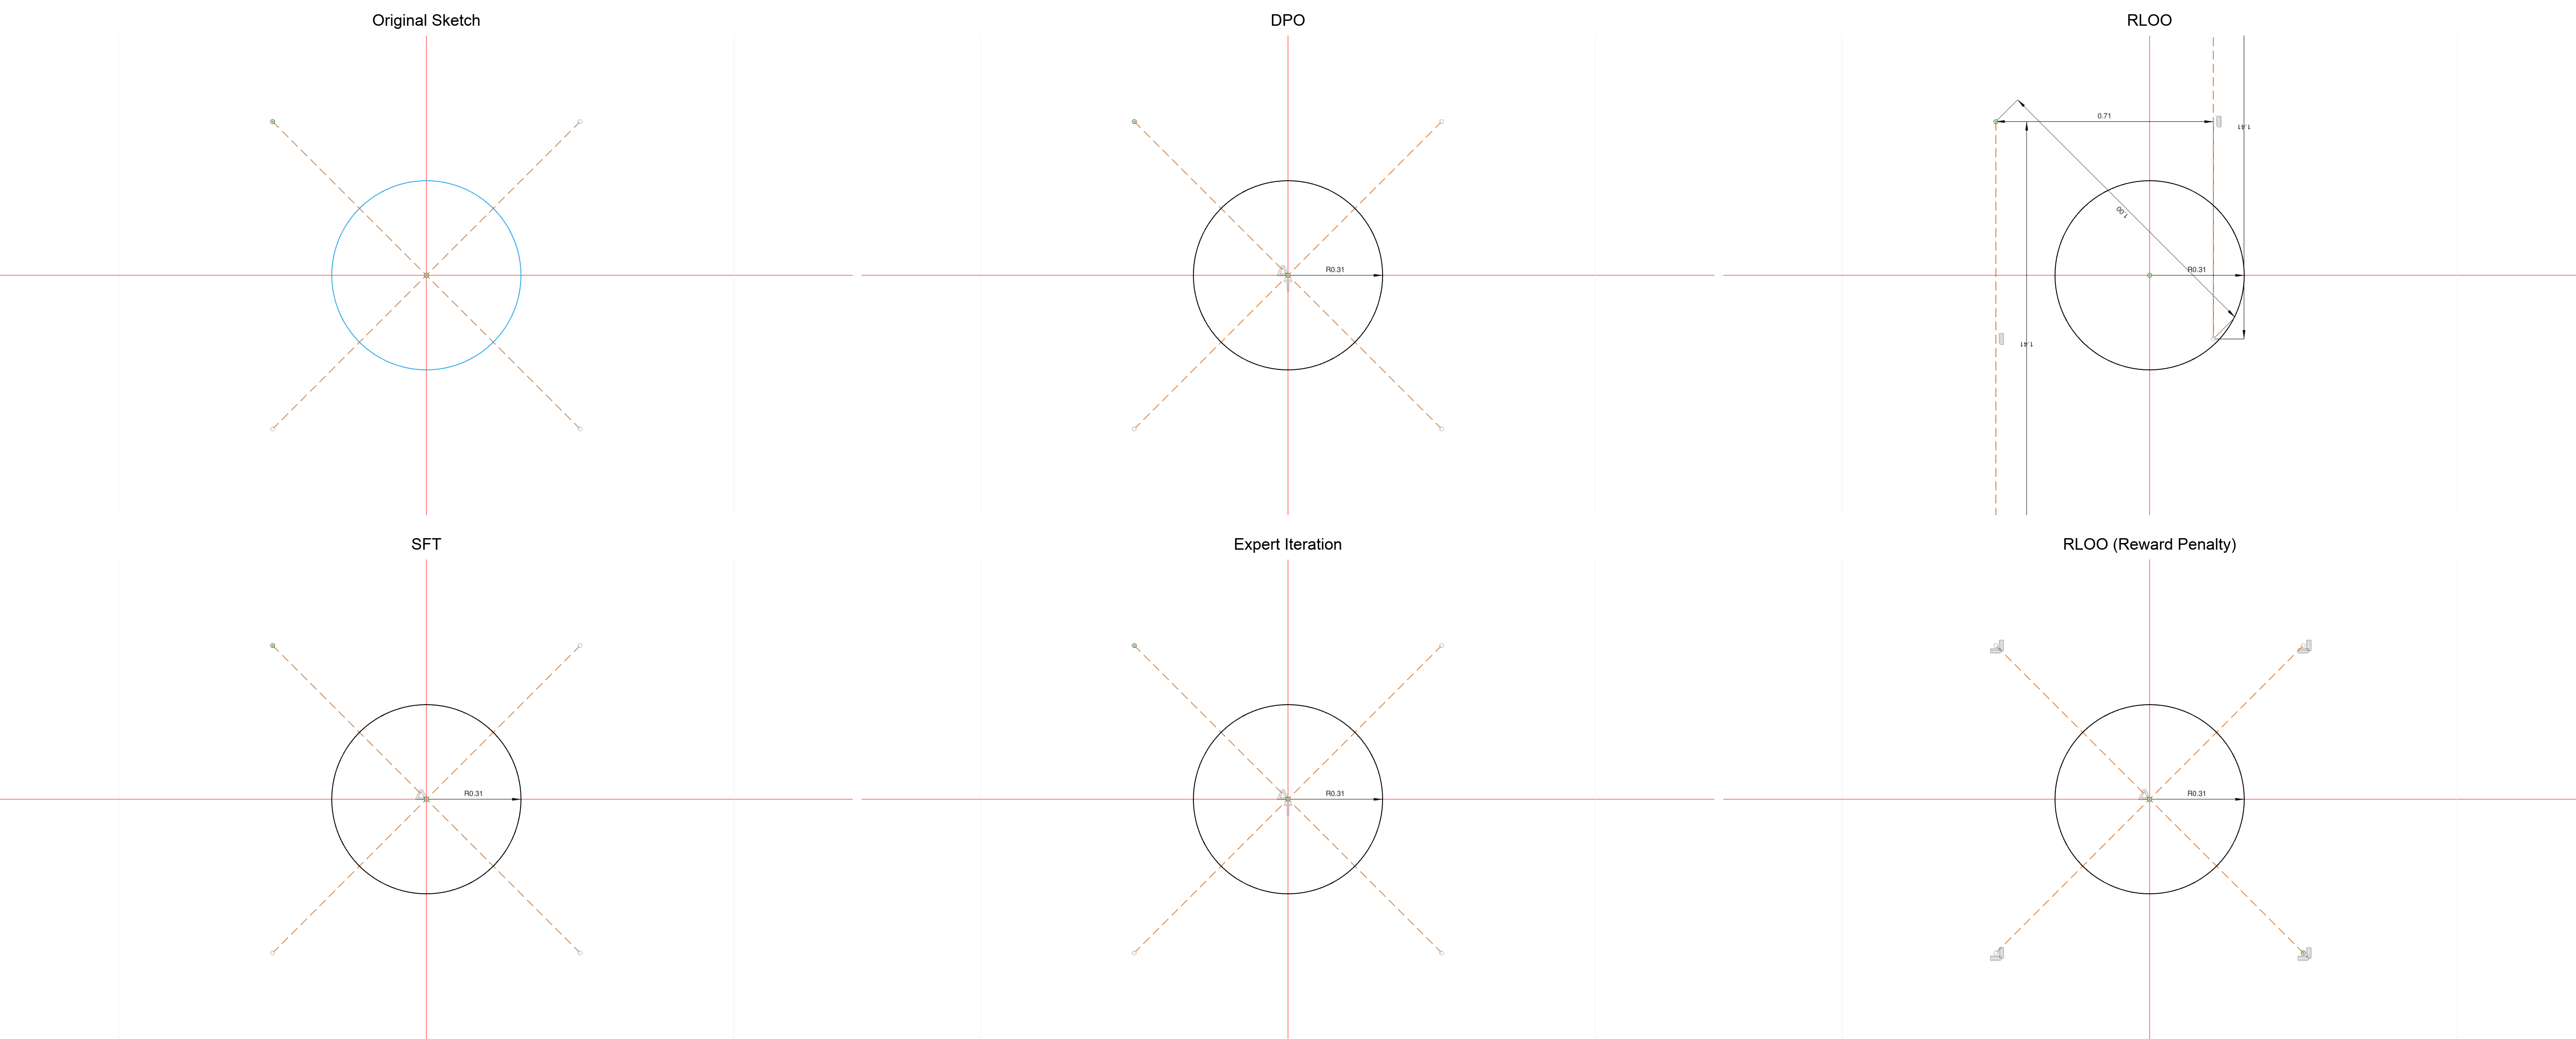 Original Sketch
DPO
RLOO
0.71
1.41
1.00
R0.31
R0.31
1.41
SFT
Expert Iteration
RLOO (Reward Penalty)
R0.31
R0.31
R0.31